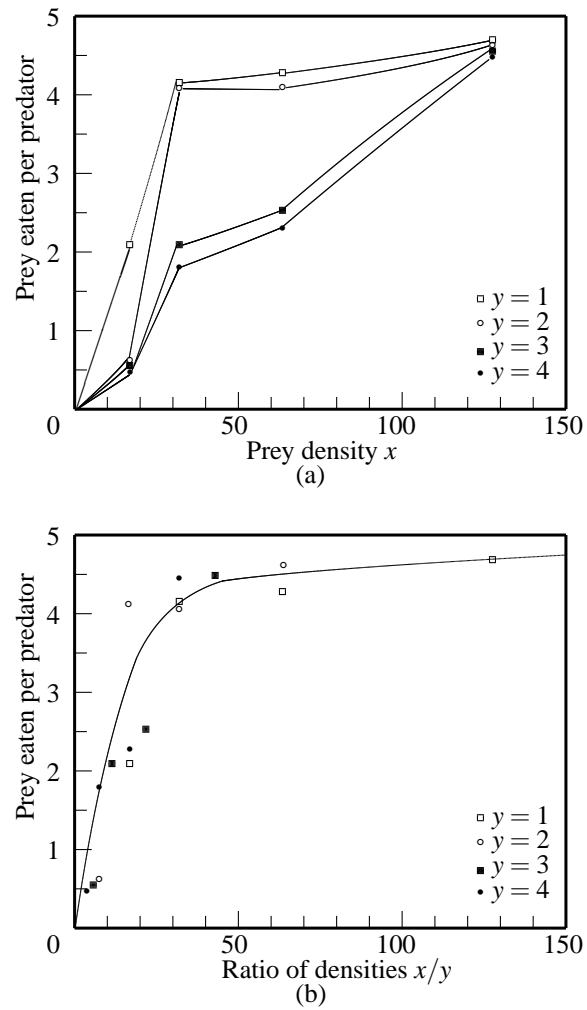 5
4
3
2
1
0
Prey eaten per predator
50
100
150
Prey density x
y = 1
y = 2
y = 3
y = 4
(a)
5
4
3
2
1
0
Prey eaten per predator
50
100
150
Ratio of densities x/y
y = 1
y = 2
y = 3
y = 4
(b)